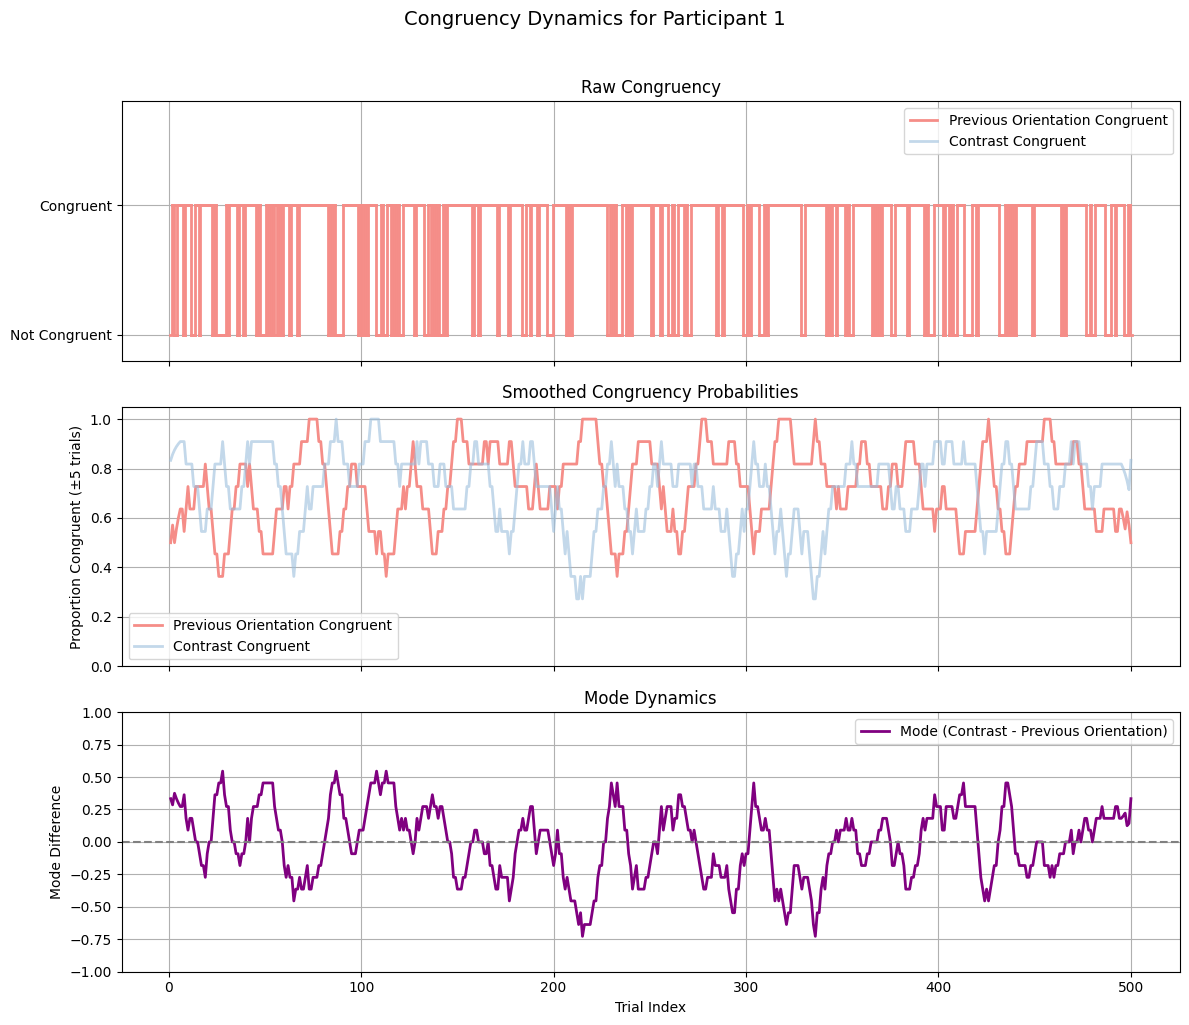 Congruency Dynamics for Participant 1
Raw Congruency
Previous Orientation Congruent
Contrast Congruent
Congruent
Not Congruent
Smoothed Congruency Probabilities
Proportion Congruent (±5 trials)
1.0
0.8
0.6
0.4
0.2
0.0
Previous Orientation Congruent
Contrast Congruent
Mode Dynamics
Mode Difference
1.00
0.75
0.50
0.25
0.00
−0.25
−0.50
−0.75
−1.00
Mode (Contrast - Previous Orientation)
0 100 200 300 400 500
Trial Index